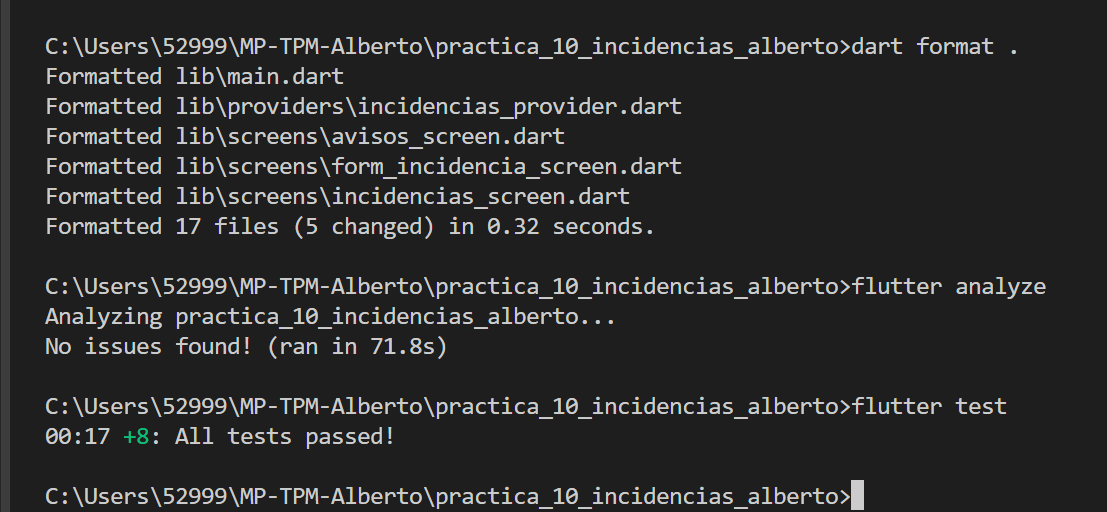 C:\Users\52999\MP-TPM-Alberto\practica_10_incidencias_alberto>dart format .
Formatted lib\main.dart
Formatted lib\providers\incidencias_provider.dart
Formatted lib\screens\avisos_screen.dart
Formatted lib\screens\form_incidencia_screen.dart
Formatted lib\screens\incidencias_screen.dart
Formatted 17 files (5 changed) in 0.32 seconds.
C:\Users\52999\MP-TPM-Alberto\practica_10_incidencias_alberto>flutter analyze
Analyzing practica_10_incidencias_alberto...
No issues found! (ran in 71.8s)
C:\Users\52999\MP-TPM-Alberto\practica_10_incidencias_alberto>flutter test
00:17 +8: All tests passed!
C:\Users\52999\MP-TPM-Alberto\practica_10_incidencias_alberto>